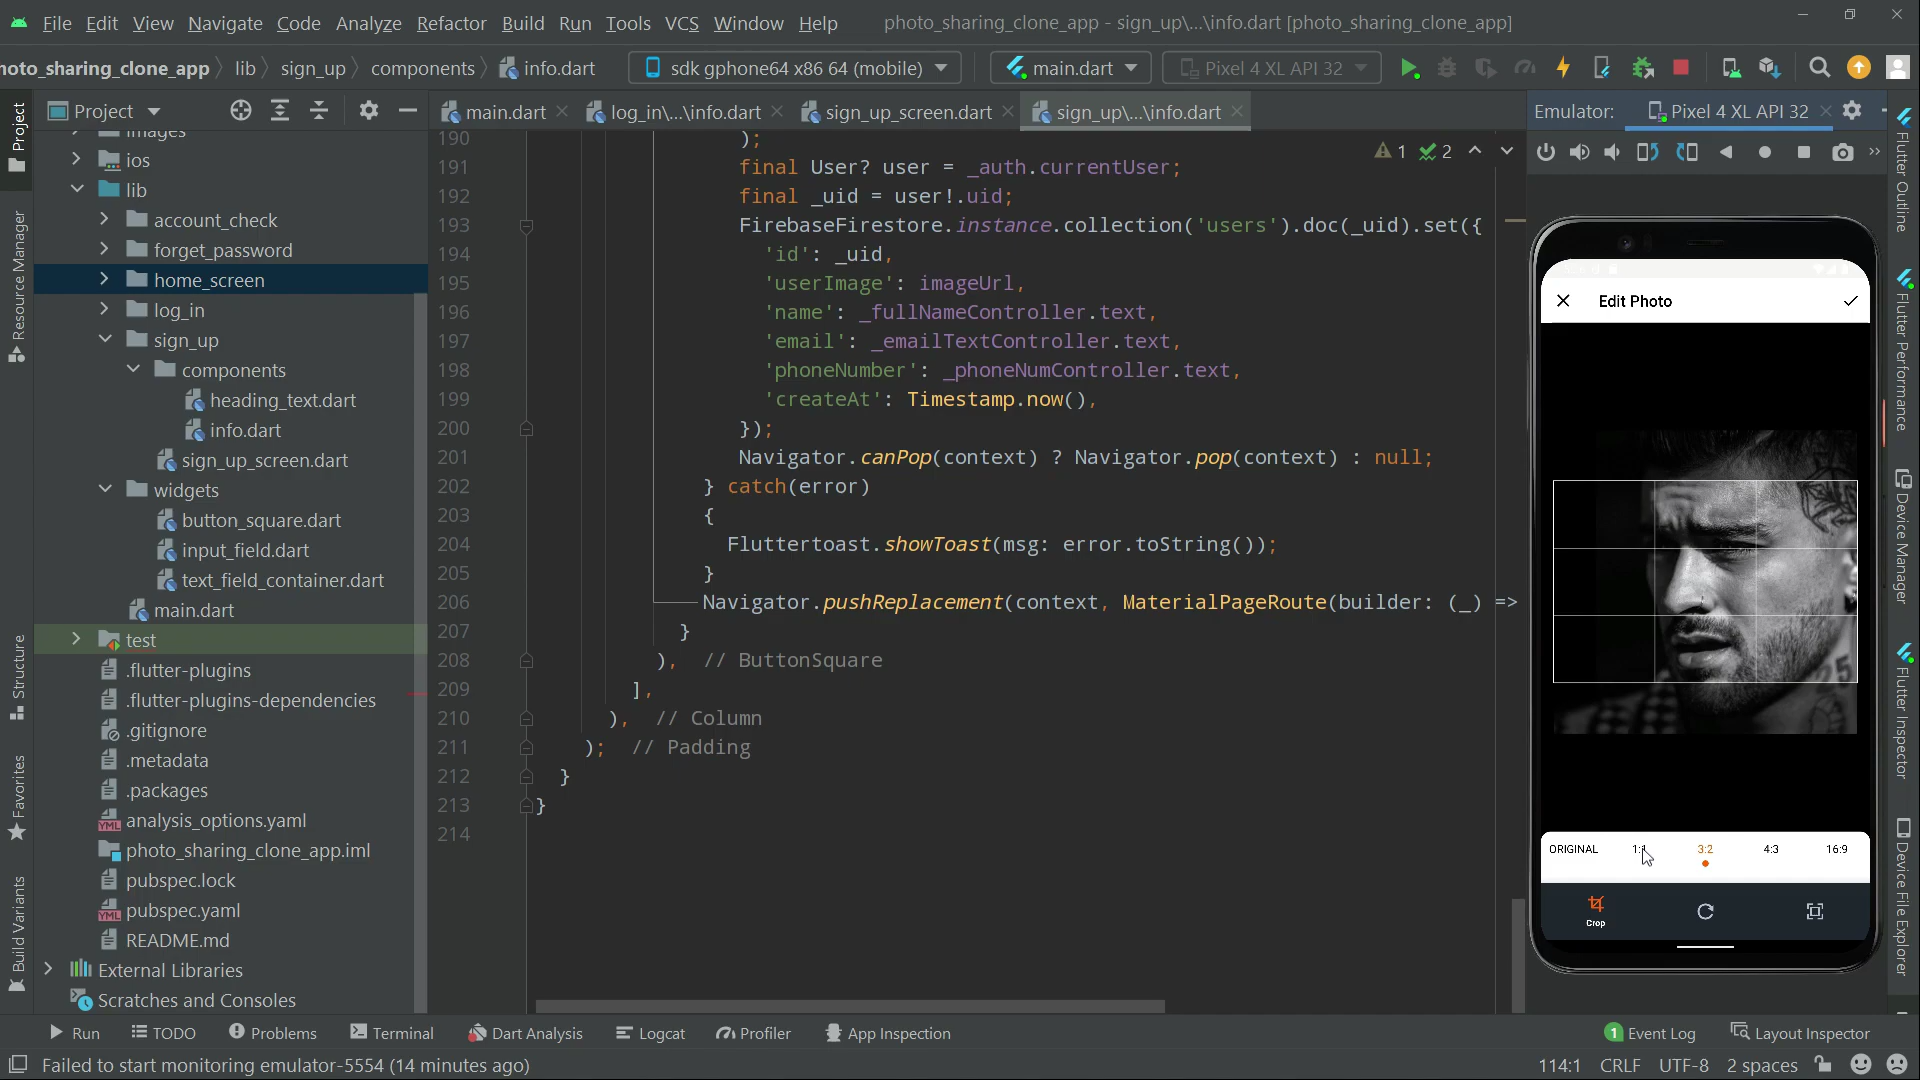 File Edit View Navigate Code Analyze Refactor Build Run Tools VCS Window Help photo_sharing_clone_app - sign_up\...\info.dart [photo_sharing_clone_app]
hoto_sharing_clone_app lib sign_up components info.dart sdk gphone64 x86 64 (mobile) main.dart Pixel 4 XL API 32
Project
main.dart log_in\...\info.dart sign_up_screen.dart sign_up\...\info.dart
Emulator: Pixel 4 XL API 32
Project
Resource Manager
Structure
Favorites
Build Variants
images
ios
lib
account_check
forget_password
home_screen
log_in
sign_up
components
heading_text.dart
info.dart
sign_up_screen.dart
widgets
button_square.dart
input_field.dart
text_field_container.dart
main.dart
test
.flutter-plugins
.flutter-plugins-dependencies
.gitignore
.metadata
.packages
analysis_options.yaml
photo_sharing_clone_app.iml
pubspec.lock
pubspec.yaml
README.md
External Libraries
Scratches and Consoles
1 2
190 );
191 final User? user = _auth.currentUser;
192 final _uid = user!.uid;
193 FirebaseFirestore.instance.collection('users').doc(_uid).set({
194 'id': _uid,
195 'userImage': imageUrl,
196 'name': _fullNameController.text,
197 'email': _emailTextController.text,
198 'phoneNumber': _phoneNumController.text,
199 'createAt': Timestamp.now(),
200 });
201 Navigator.canPop(context) ? Navigator.pop(context) : null;
202 } catch(error)
203 {
204 Fluttertoast.showToast(msg: error.toString());
205 }
206 Navigator.pushReplacement(context, MaterialPageRoute(builder: (_) =>
207 }
208 ), // ButtonSquare
209 ],
210 ), // Column
211 ); // Padding
212 }
213 }
214
Edit Photo
ORIGINAL 1:1 3:2 4:3 16:9
Crop
Flutter Outline
Flutter Performance
Device Manager
Flutter Inspector
Device File Explorer
Run TODO Problems Terminal Dart Analysis Logcat Profiler App Inspection 1 Event Log Layout Inspector
Failed to start monitoring emulator-5554 (14 minutes ago) 114:1 CRLF UTF-8 2 spaces